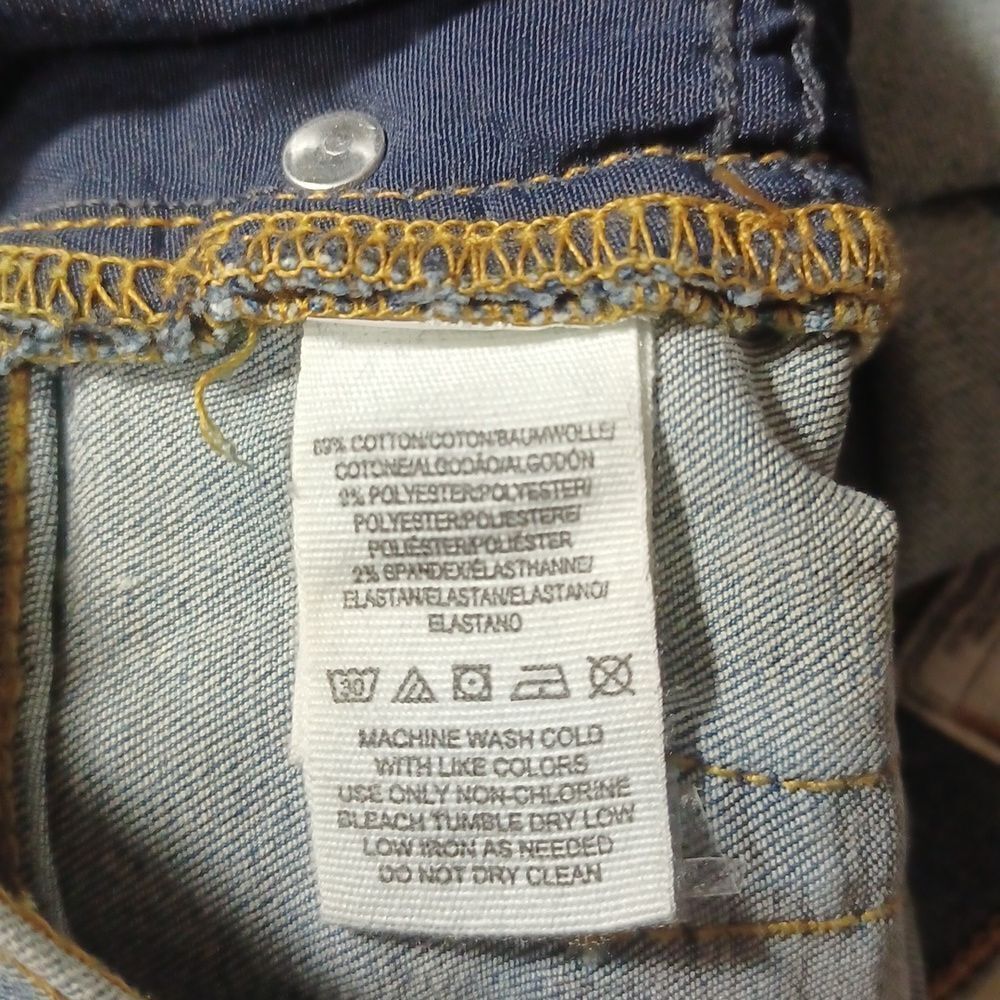 89% COTTON/COTON/BAUMWOLLE/
COTONE/ALGODÃO/ALGODÓN
9% POLYESTER/POLYESTER/
POLYESTER/POLIESTERE/
POLIÉSTER/POLIÉSTER
2% SPANDEX/ÉLASTHANNE/
ELASTAN/ELASTAN/ELASTANO/
ELASTANO
30
MACHINE WASH COLD
WITH LIKE COLORS
USE ONLY NON-CHLORINE
BLEACH TUMBLE DRY LOW
LOW IRON AS NEEDED
DO NOT DRY CLEAN